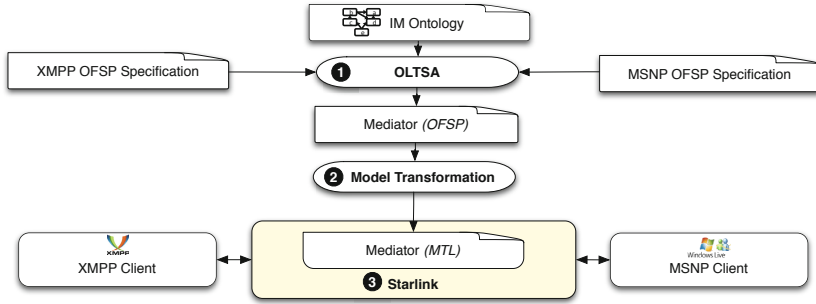 IM Ontology
XMPP OFSP Specification
1 OLTSA
MSNP OFSP Specification
Mediator (OFSP)
2 Model Transformation
XMPP
XMPP Client
Mediator (MTL)
3 Starlink
Windows Live
MSNP Client